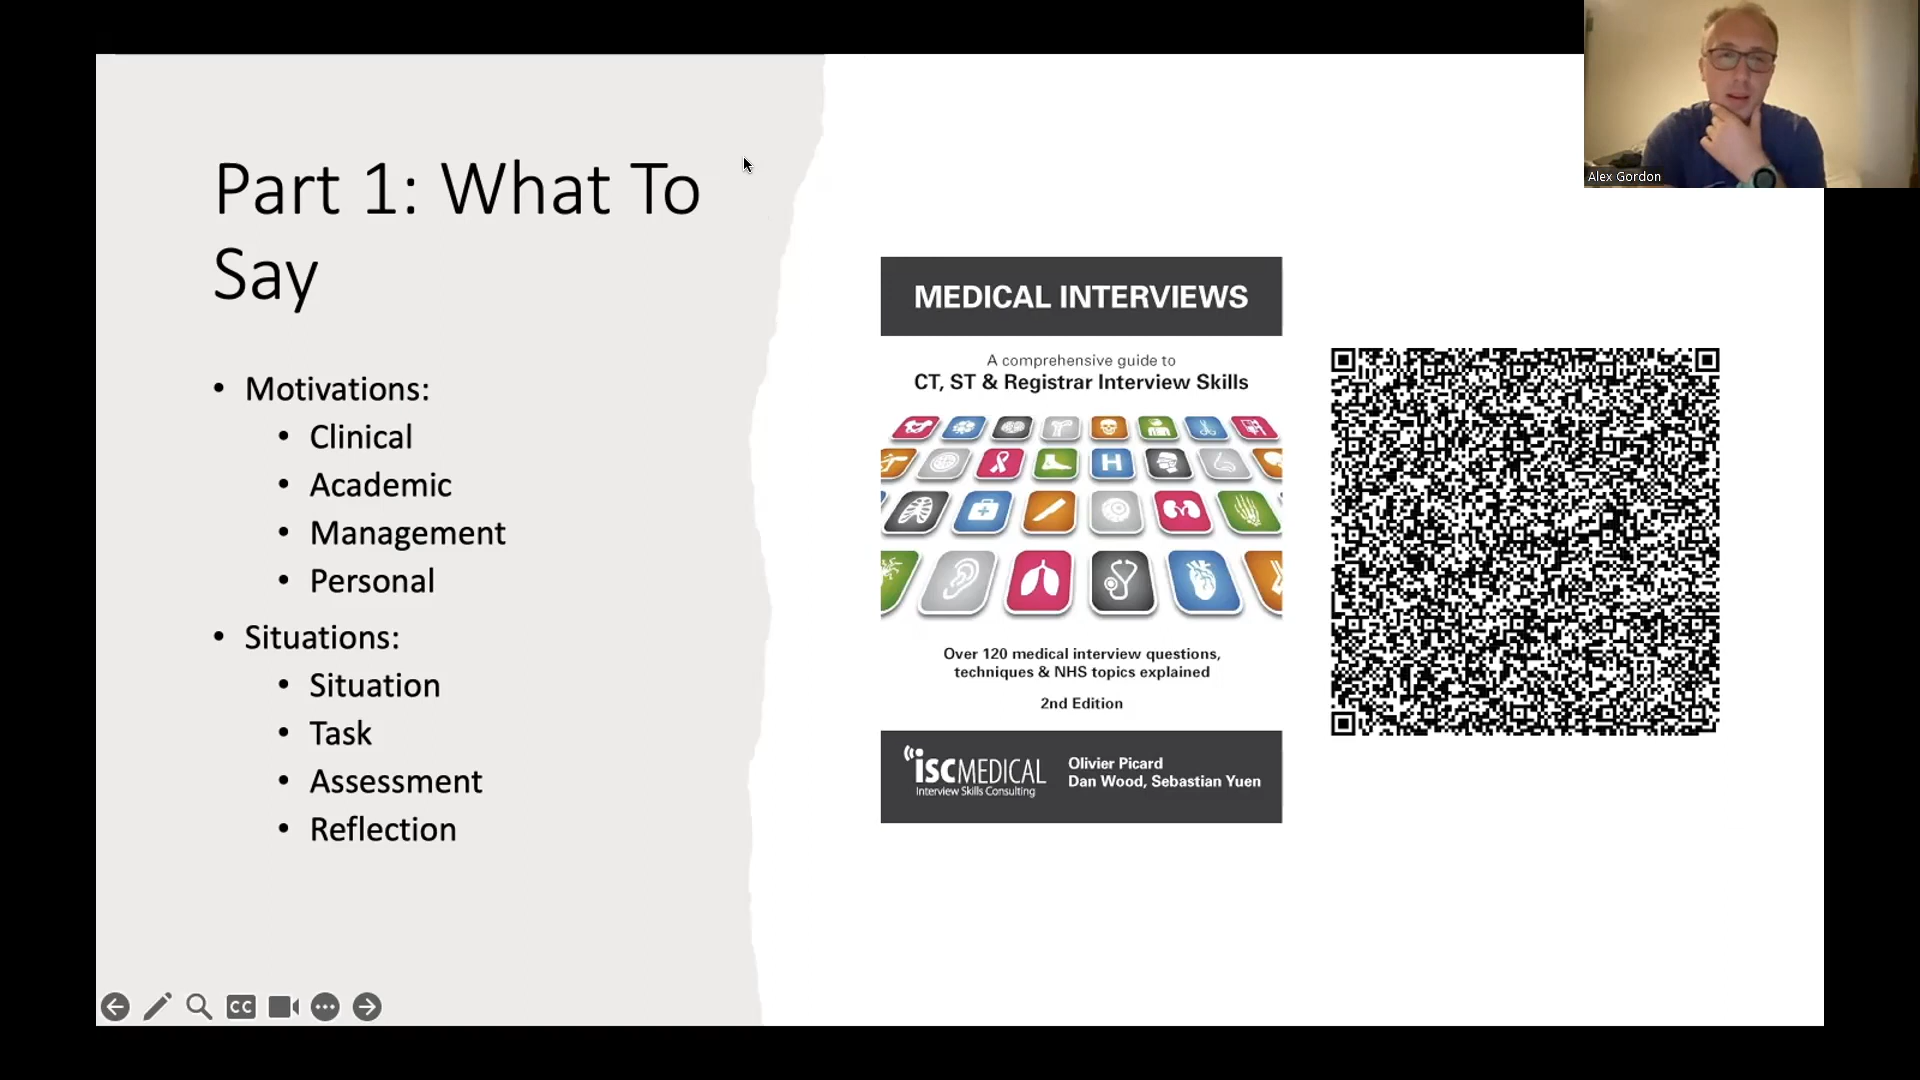 Part 1: What To
Say
• Motivations:
• Clinical
• Academic
• Management
• Personal
• Situations:
• Situation
• Task
• Assessment
• Reflection
MEDICAL INTERVIEWS
A comprehensive guide to
CT, ST & Registrar Interview Skills
H
Over 120 medical interview questions,
techniques & NHS topics explained
2nd Edition
iscMEDICAL
Interview Skills Consulting
Olivier Picard
Dan Wood, Sebastian Yuen
Alex Gordon
CC